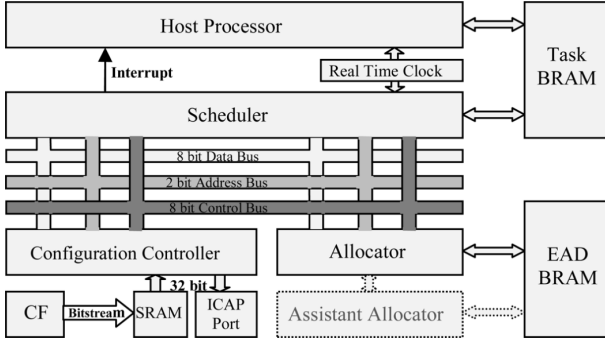 Host Processor
Task
BRAM
Interrupt
Real Time Clock
Scheduler
8 bit Data Bus
2 bit Address Bus
8 bit Control Bus
Configuration Controller
Allocator
EAD
BRAM
32 bit
CF
Bitstream
SRAM
ICAP
Port
Assistant Allocator